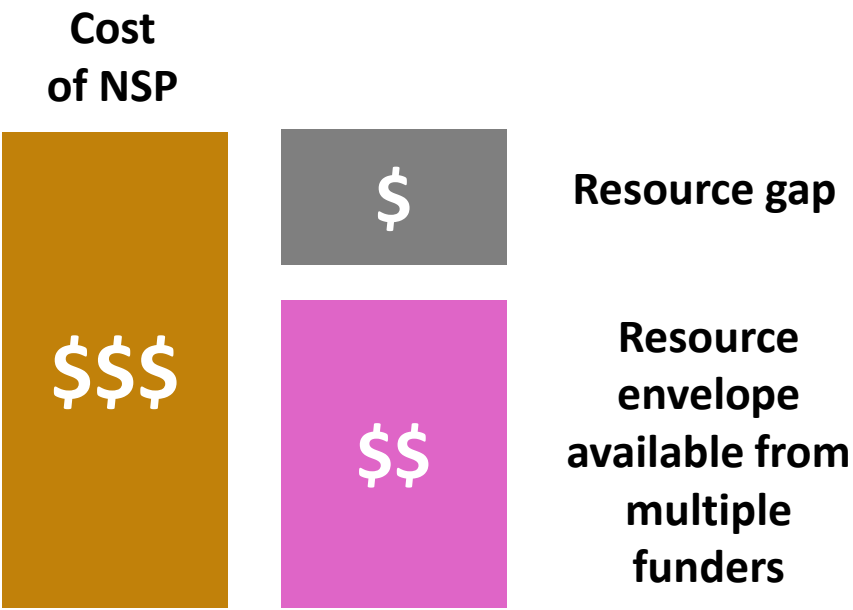 Cost
of NSP
$
Resource gap
$$$
$$
Resource
envelope
available from
multiple
funders